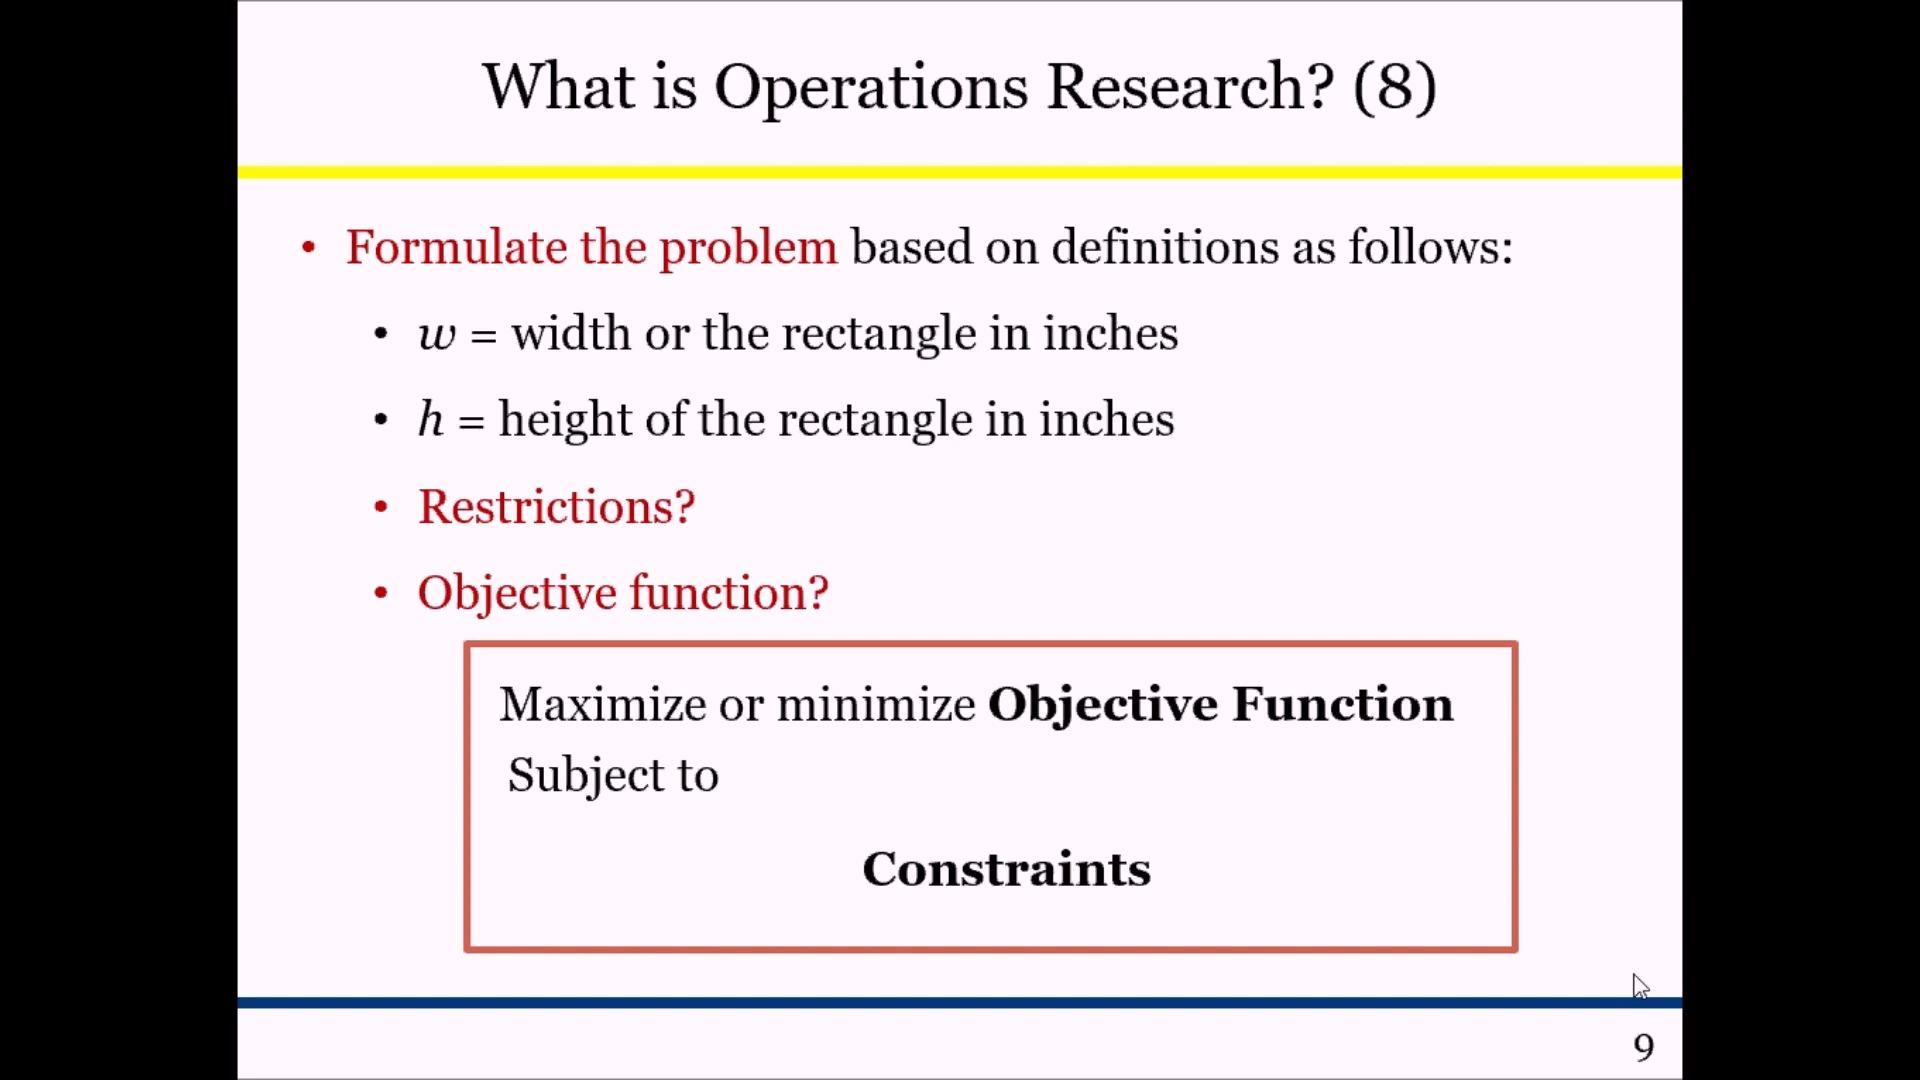 What is Operations Research? (8)
• Formulate the problem based on definitions as follows:
• w = width or the rectangle in inches
• h = height of the rectangle in inches
• Restrictions?
• Objective function?
Maximize or minimize Objective Function
Subject to
Constraints
9